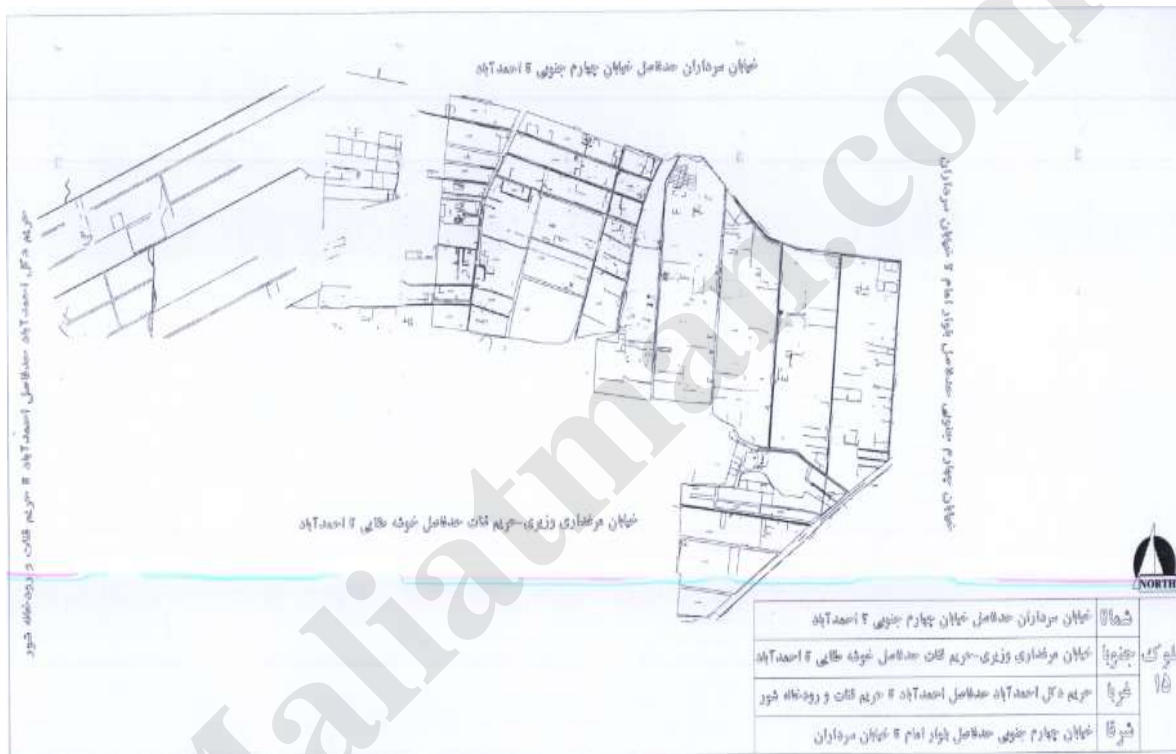 خیابان سرداران حدفاصل خیابان چهارم جنوبی تا احمدآباد
خیابان چهارم جنوبی حدفاصل بلوار امام تا خیابان سرداران
حریم دکل احمدآباد حدفاصل احمدآباد تا حریم قنات و رودخانه شور
خیابان مرغداری وزیری-حریم قنات حدفاصل خوشه طلایی تا احمدآباد
NORTH
بلوک ۱۵
شمالا خیابان سرداران حدفاصل خیابان چهارم جنوبی تا احمدآباد
جنوبا خیابان مرغداری وزیری-حریم قنات حدفاصل خوشه طلایی تا احمدآباد
غربا حریم دکل احمدآباد حدفاصل احمدآباد تا حریم قنات و رودخانه شور
شرقا خیابان چهارم جنوبی حدفاصل بلوار امام تا خیابان سرداران
Maliatman.com